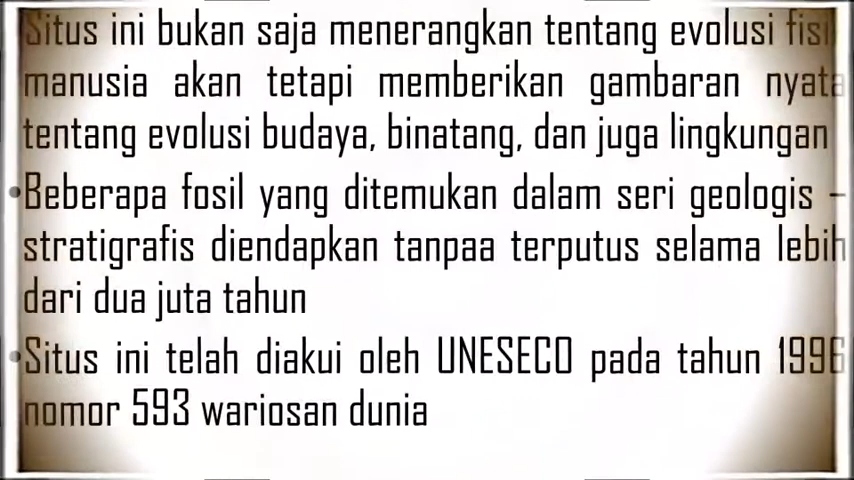 Situs ini bukan saja menerangkan tentang evolusi fisik
manusia akan tetapi memberikan gambaran nyata
tentang evolusi budaya, binatang, dan juga lingkungan
•Beberapa fosil yang ditemukan dalam seri geologis –
stratigrafis diendapkan tanpaa terputus selama lebih
dari dua juta tahun
•Situs ini telah diakui oleh UNESECO pada tahun 1996
nomor 593 wariosan dunia